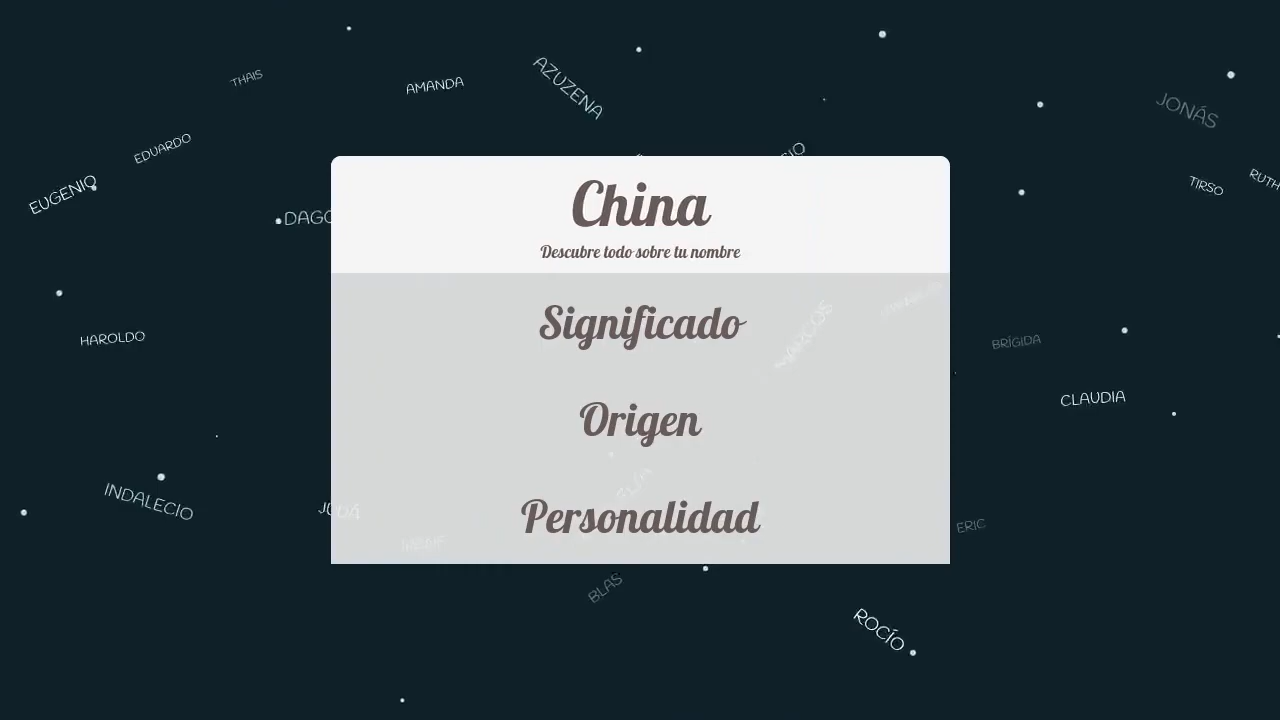 THAIS
AMANDA
AZUZENA
JONÁS
EDUARDO
EUGENIO
TIRSO
RUTH
China
Descubre todo sobre tu nombre
Significado
MARCOS
HAROLDO
BRÍGIDA
CLAUDIA
Origen
INDALECIO
Personalidad
ERIC
BLAS
ROCÍO